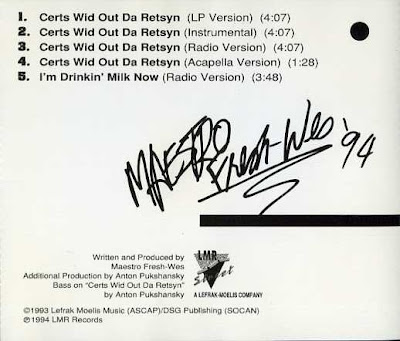 1. Certs Wid Out Da Retsyn (LP Version) (4:07)
2. Certs Wid Out Da Retsyn (Instrumental) (4:07)
3. Certs Wid Out Da Retsyn (Radio Version) (4:07)
4. Certs Wid Out Da Retsyn (Acapella Version) (1:28)
5. I'm Drinkin' Milk Now (Radio Version) (3:48)
MAESTRO
Fresh-Wes '94
Written and Produced by
Maestro Fresh-Wes
Additional Production by Anton Pukshansky
Bass on "Certs Wid Out Da Retsyn"
by Anton Pukshansky
LMR
Street
A LEFRAK-MOELIS COMPANY
©1993 Lefrak Moelis Music (ASCAP)/DSG Publishing (SOCAN)
℗1994 LMR Records